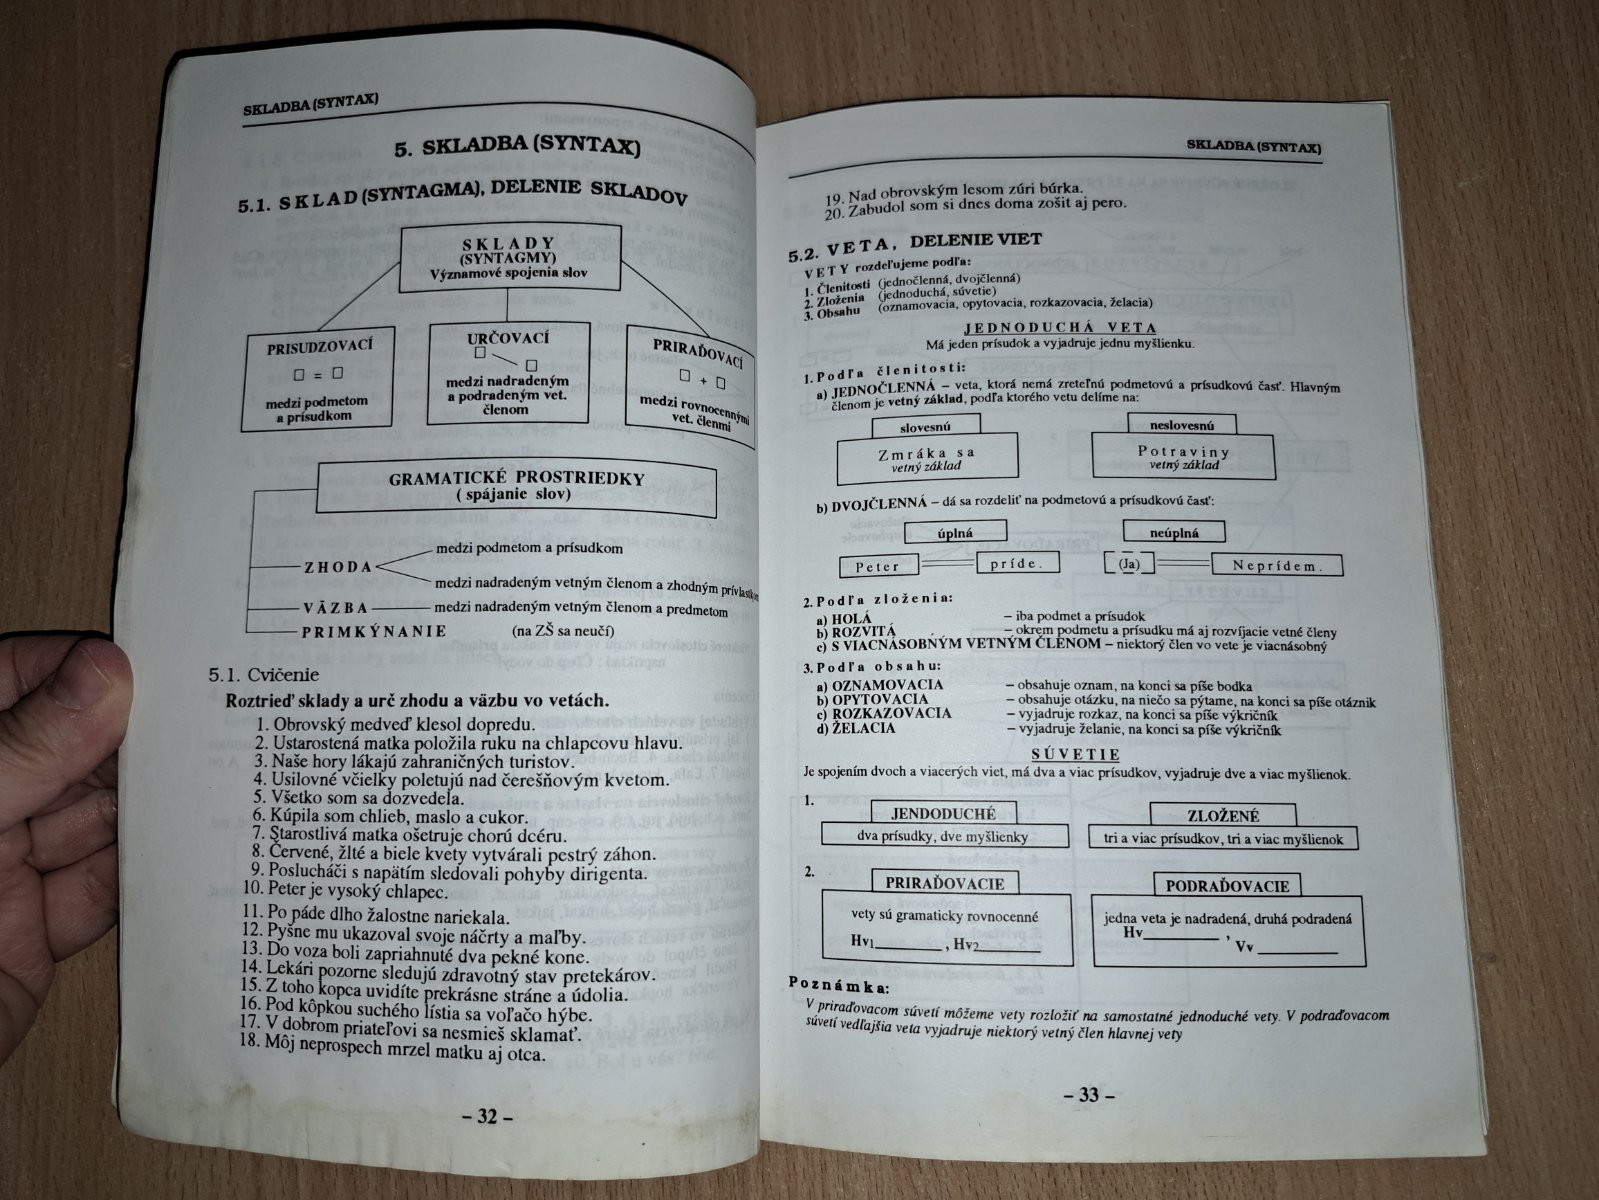 SKLADBA (SYNTAX)
5. SKLADBA (SYNTAX)
5.1. SKLAD (SYNTAGMA), DELENIE SKLADOV
SKLADY
(SYNTAGMY)
Významové spojenia slov
PRISUDZOVACÍ
□ = □
medzi podmetom
a prísudkom
URČOVACÍ
□ □
medzi nadradeným
a podradeným vet.
členom
PRIRAĎOVACÍ
□ + □
medzi rovnocennými
vet. členmi
GRAMATICKÉ PROSTRIEDKY
( spájanie slov)
ZHODA
medzi podmetom a prísudkom
medzi nadradeným vetným členom a zhodným prívlastkom
VÄZBA
medzi nadradeným vetným členom a predmetom
PRIMKÝNANIE (na ZŠ sa neučí)
5.1. Cvičenie
Roztrieď sklady a urč zhodu a väzbu vo vetách.
1. Obrovský medveď klesol dopredu.
2. Ustarostená matka položila ruku na chlapcovu hlavu.
3. Naše hory lákajú zahraničných turistov.
4. Usilovné včielky poletujú nad čerešňovým kvetom.
5. Všetko som sa dozvedela.
6. Kúpila som chlieb, maslo a cukor.
7. Starostlivá matka ošetruje chorú dcéru.
8. Červené, žlté a biele kvety vytvárali pestrý záhon.
9. Poslucháči s napätím sledovali pohyby dirigenta.
10. Peter je vysoký chlapec.
11. Po páde dlho žalostne nariekala.
12. Pyšne mu ukazoval svoje náčrty a maľby.
13. Do voza boli zapriahnuté dva pekné kone.
14. Lekári pozorne sledujú zdravotný stav pretekárov.
15. Z toho kopca uvidíte prekrásne stráne a údolia.
16. Pod kôpkou suchého lístia sa voľačo hýbe.
17. V dobrom priateľovi sa nesmieš sklamať.
18. Môj neprospech mrzel matku aj otca.
– 32 –
SKLADBA (SYNTAX)
19. Nad obrovským lesom zúri búrka.
20. Zabudol som si dnes doma zošit aj pero.
5.2. VETA, DELENIE VIET
VETY rozdeľujeme podľa:
1. Členitosti (jednočlenná, dvojčlenná)
2. Zloženia (jednoduchá, súvetie)
3. Obsahu (oznamovacia, opytovacia, rozkazovacia, želacia)
JEDNODUCHÁ VETA
Má jeden prísudok a vyjadruje jednu myšlienku.
1. Podľa členitosti:
a) JEDNOČLENNÁ – veta, ktorá nemá zreteľnú podmetovú a prísudkovú časť. Hlavným
členom je vetný základ, podľa ktorého vetu delíme na:
slovesnú
Zmráka sa
vetný základ
neslovesnú
Potraviny
vetný základ
b) DVOJČLENNÁ – dá sa rozdeliť na podmetovú a prísudkovú časť:
úplná
neúplná
Peter príde. (Ja) Neprídem.
2. Podľa zloženia:
a) HOLÁ – iba podmet a prísudok
b) ROZVITÁ – okrem podmetu a prísudku má aj rozvíjacie vetné členy
c) S VIACNÁSOBNÝM VETNÝM ČLENOM – niektorý člen vo vete je viacnásobný
3. Podľa obsahu:
a) OZNAMOVACIA – obsahuje oznam, na konci sa píše bodka
b) OPYTOVACIA – obsahuje otázku, na niečo sa pýtame, na konci sa píše otáznik
c) ROZKAZOVACIA – vyjadruje rozkaz, na konci sa píše výkričník
d) ŽELACIA – vyjadruje želanie, na konci sa píše výkričník
SÚVETIE
Je spojením dvoch a viacerých viet, má dva a viac prísudkov, vyjadruje dve a viac myšlienok.
1.
JENDODUCHÉ
dva prísudky, dve myšlienky
ZLOŽENÉ
tri a viac prísudkov, tri a viac myšlienok
2.
PRIRAĎOVACIE
vety sú gramaticky rovnocenné
Hv1________, Hv2________
PODRAĎOVACIE
jedna veta je nadradená, druhá podradená
Hv________ ,
Vv________
Poznámka:
V priraďovacom súvetí môžeme vety rozložiť na samostatné jednoduché vety. V podraďovacom
súvetí vedľajšia veta vyjadruje niektorý vetný člen hlavnej vety
– 33 –